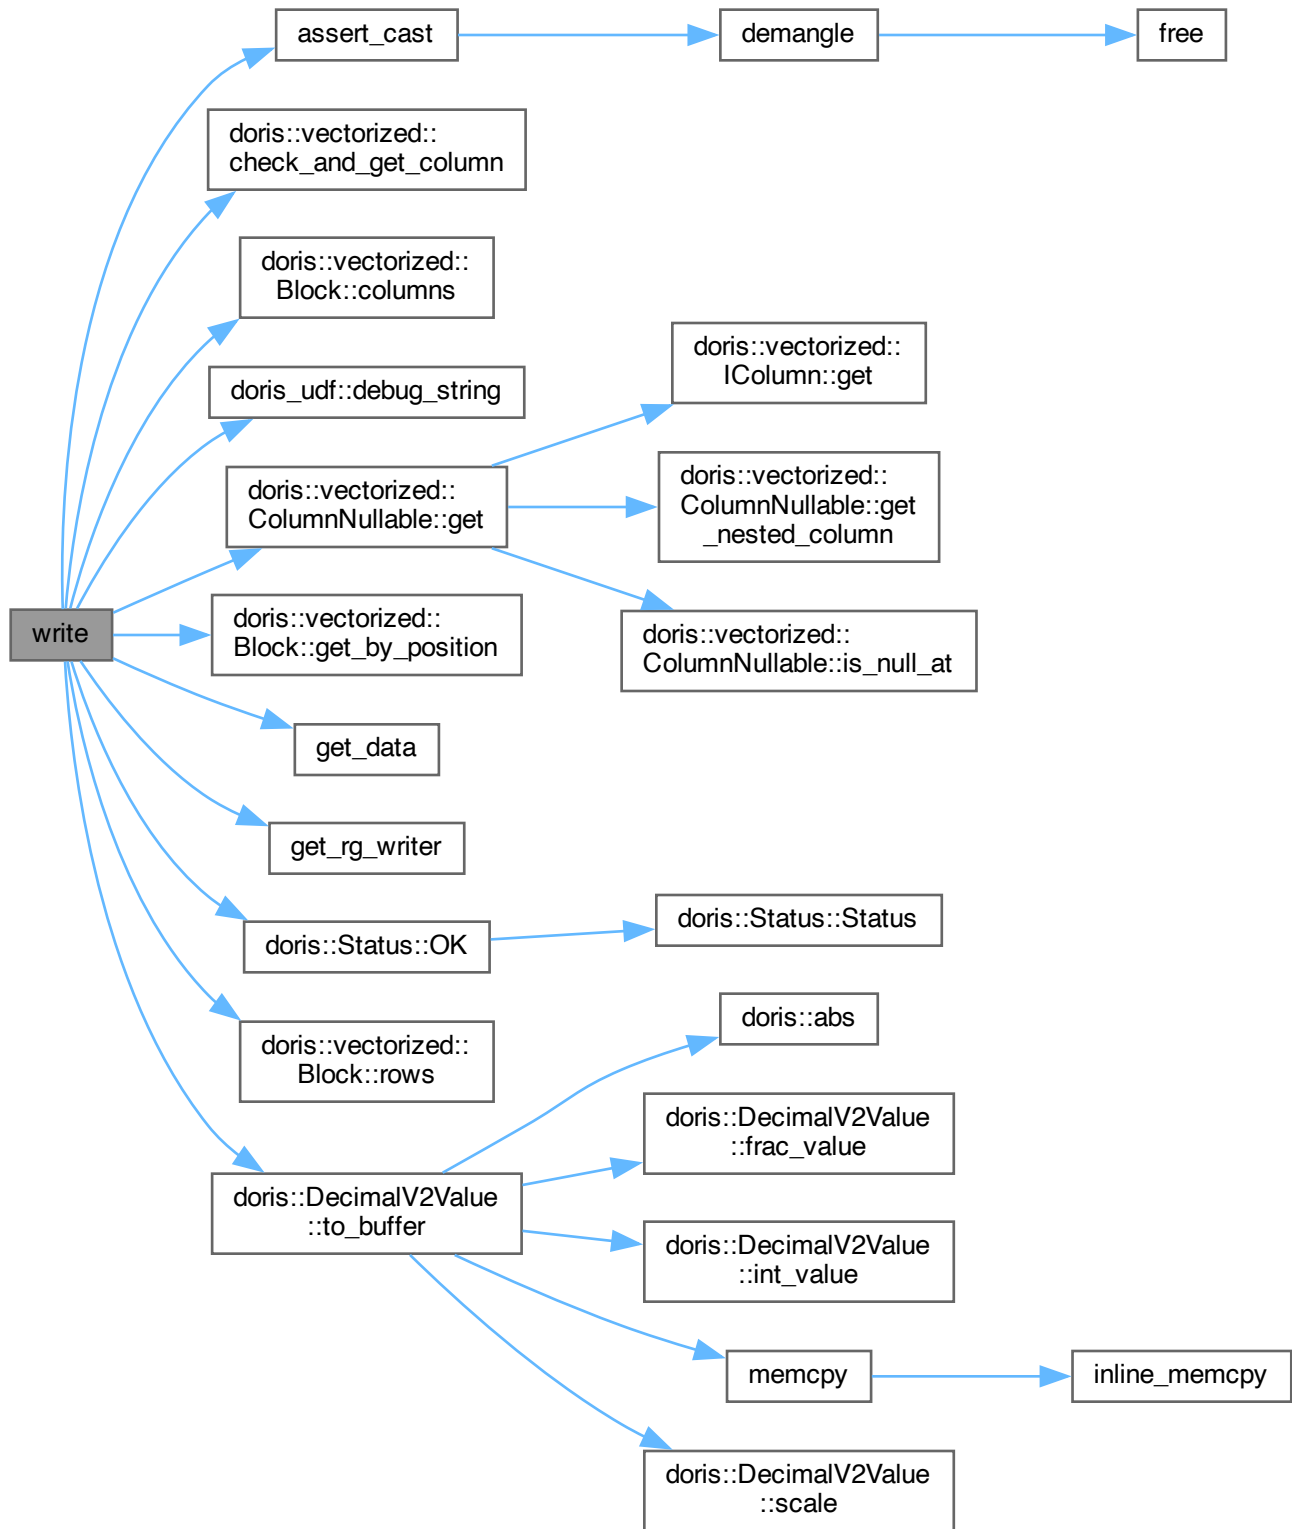 assert_cast
demangle
free
doris::vectorized::
check_and_get_column
doris::vectorized::
Block::columns
doris_udf::debug_string
doris::vectorized::
IColumn::get
doris::vectorized::
ColumnNullable::get
doris::vectorized::
ColumnNullable::get
_nested_column
doris::vectorized::
ColumnNullable::is_null_at
write
doris::vectorized::
Block::get_by_position
get_data
get_rg_writer
doris::Status::OK
doris::Status::Status
doris::vectorized::
Block::rows
doris::abs
doris::DecimalV2Value
::frac_value
doris::DecimalV2Value
::to_buffer
doris::DecimalV2Value
::int_value
memcpy
inline_memcpy
doris::DecimalV2Value
::scale